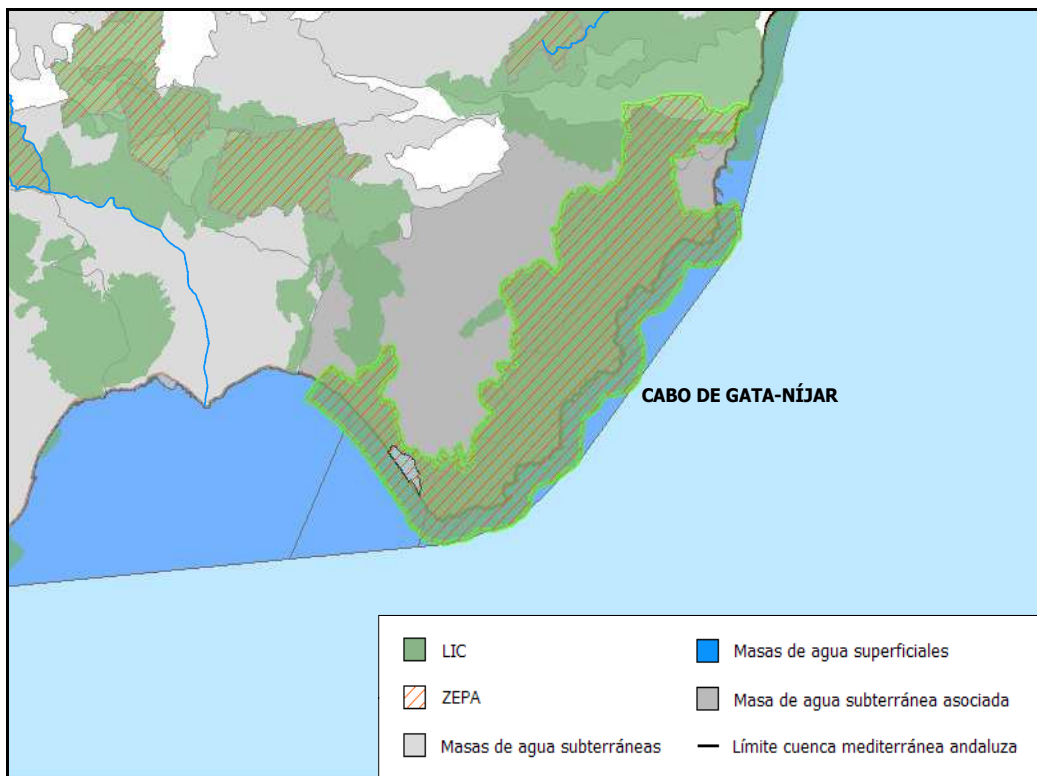 CABO DE GATA-NÍJAR
LIC
Masas de agua superficiales
ZEPA
Masa de agua subterránea asociada
Masas de agua subterráneas
Límite cuenca mediterránea andaluza